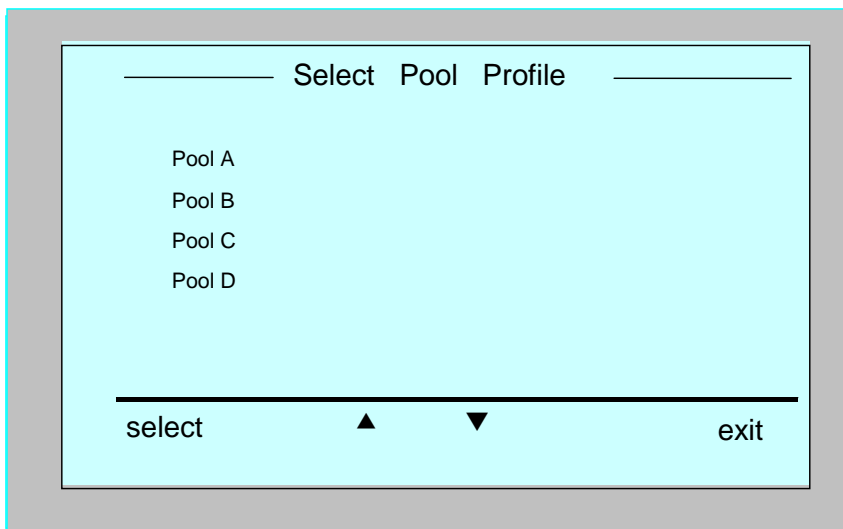 Select Pool Profile
Pool A
Pool B
Pool C
Pool D
select ▲ ▼ exit